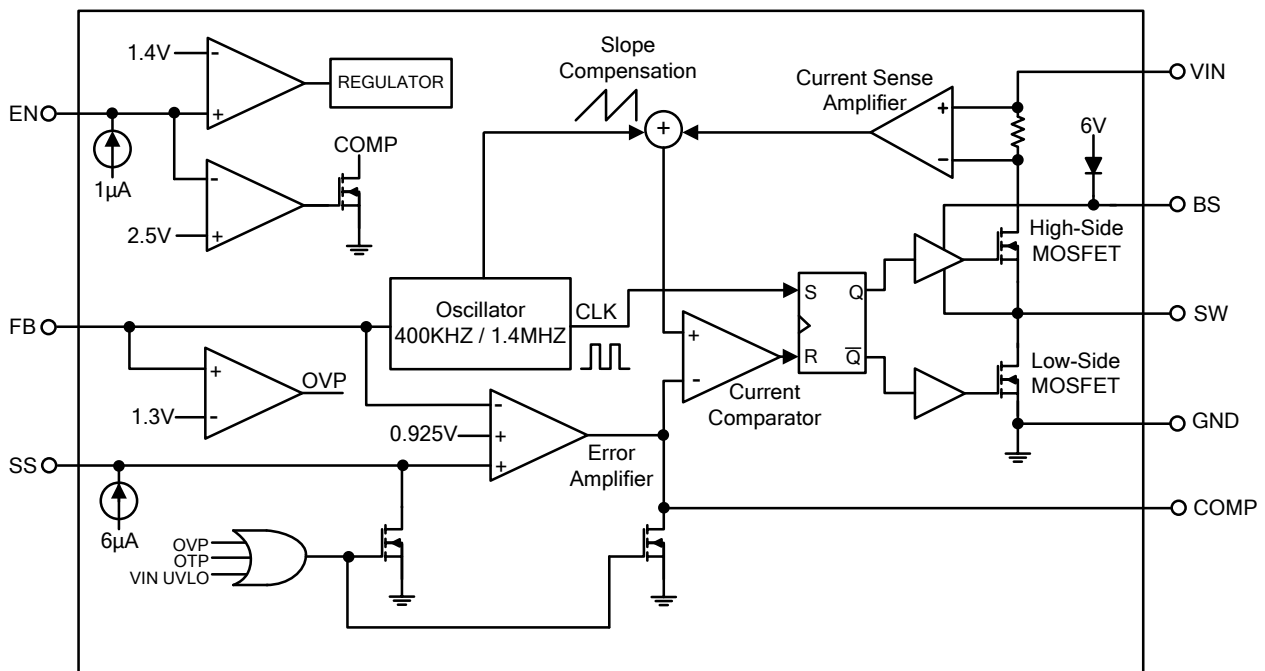 1.4V
-
+
REGULATOR
EN
1µA
-
+
2.5V
COMP
Slope
Compensation
+
Current Sense
Amplifier
+
-
VIN
6V
BS
High-Side
MOSFET
Oscillator
400KHZ / 1.4MHZ
CLK
S
Q
R
Q
SW
FB
+
-
1.3V
OVP
+
-
Current
Comparator
Low-Side
MOSFET
GND
-
0.925V
+
+
Error
Amplifier
SS
6µA
COMP
OVP
OTP
VIN UVLO